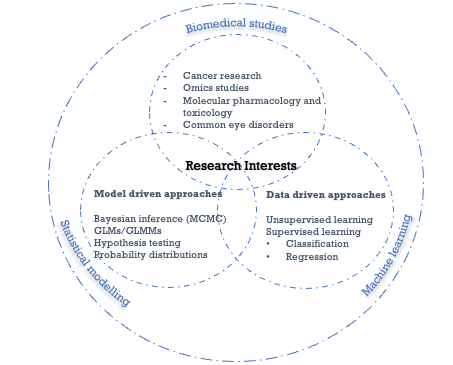 Biomedical studies
- Cancer research
- Omics studies
- Molecular pharmacology and
toxicology
- Common eye disorders
Research Interests
Model driven approaches
Bayesian inference (MCMC)
GLMs/GLMMs
Hypothesis testing
Probability distributions
Data driven approaches
Unsupervised learning
Supervised learning
• Classification
• Regression
Statistical modelling
Machine learning